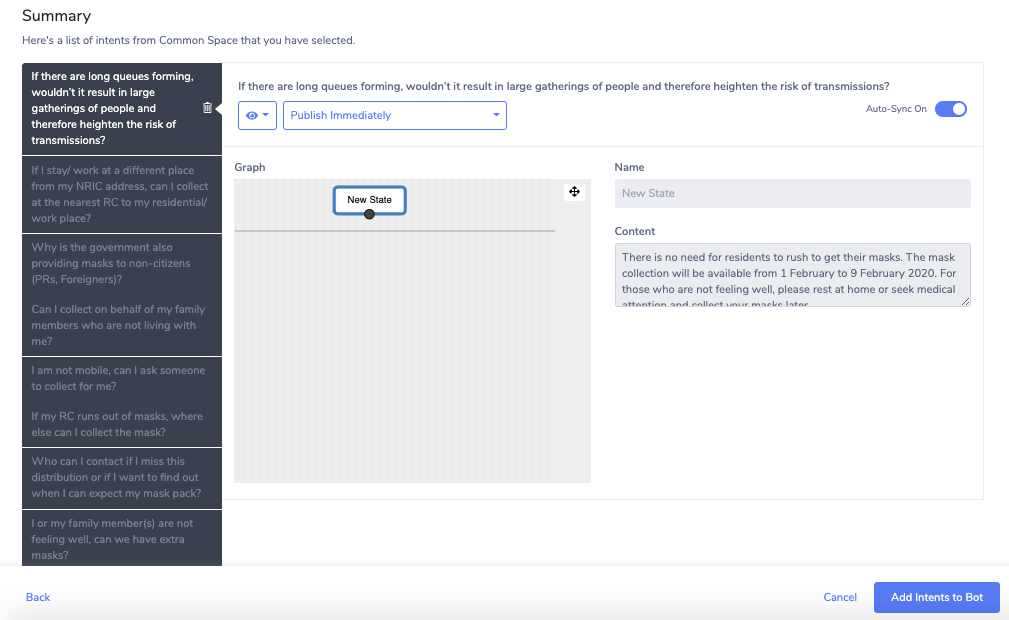 Summary
Here's a list of intents from Common Space that you have selected.
If there are long queues forming,
wouldn't it result in large
gatherings of people and
therefore heighten the risk of
transmissions?
If I stay/ work at a different place
from my NRIC address, can I collect
at the nearest RC to my residential/
work place?
Why is the government also
providing masks to non-citizens
(PRs, Foreigners)?
Can I collect on behalf of my family
members who are not living with
me?
I am not mobile, can I ask someone
to collect for me?
If my RC runs out of masks, where
else can I collect the mask?
Who can I contact if I miss this
distribution or if I want to find out
when I can expect my mask pack?
I or my family member(s) are not
feeling well, can we have extra
masks?
If there are long queues forming, wouldn't it result in large gatherings of people and therefore heighten the risk of transmissions?
Publish Immediately
Auto-Sync On
Graph
New State
Name
New State
Content
There is no need for residents to rush to get their masks. The mask
collection will be available from 1 February to 9 February 2020. For
those who are not feeling well, please rest at home or seek medical
attention and collect your masks later
Back
Cancel
Add Intents to Bot